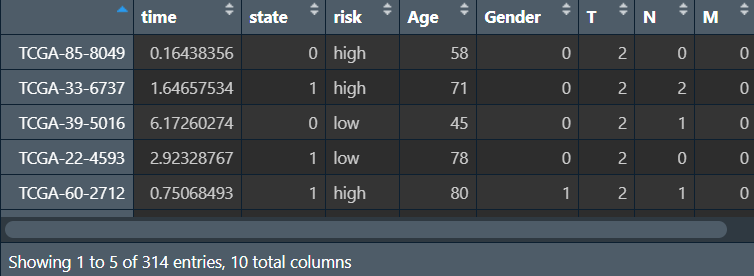 time state risk Age Gender T N M
TCGA-85-8049 0.16438356 0 high 58 0 2 0 0
TCGA-33-6737 1.64657534 1 high 71 0 2 2 0
TCGA-39-5016 6.17260274 0 low 45 0 2 1 0
TCGA-22-4593 2.92328767 1 low 78 0 2 0 0
TCGA-60-2712 0.75068493 1 high 80 1 2 1 0
Showing 1 to 5 of 314 entries, 10 total columns